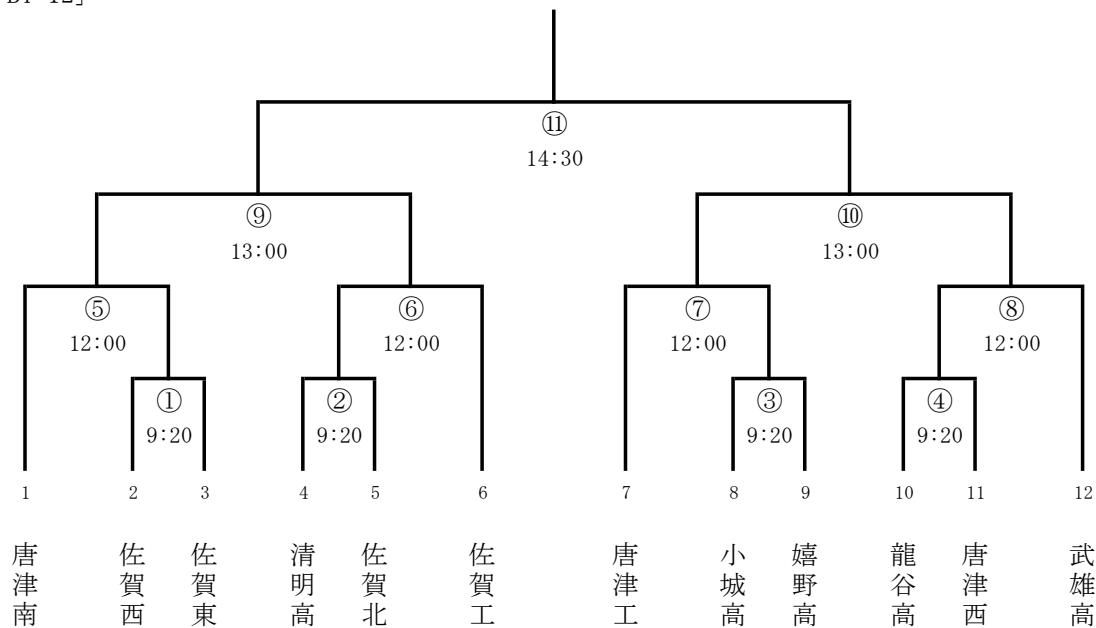 ⑪
14:30
⑨
⑩
13:00
13:00
⑤
⑥
⑦
⑧
12:00
12:00
12:00
12:00
①
②
③
④
9:20
9:20
9:20
9:20
1
2
3
4
5
6
7
8
9
10
11
12
唐津南
佐賀西
佐賀東
清明高
佐賀北
佐賀工
唐津工
小城高
嬉野高
龍谷高
唐津西
武雄高